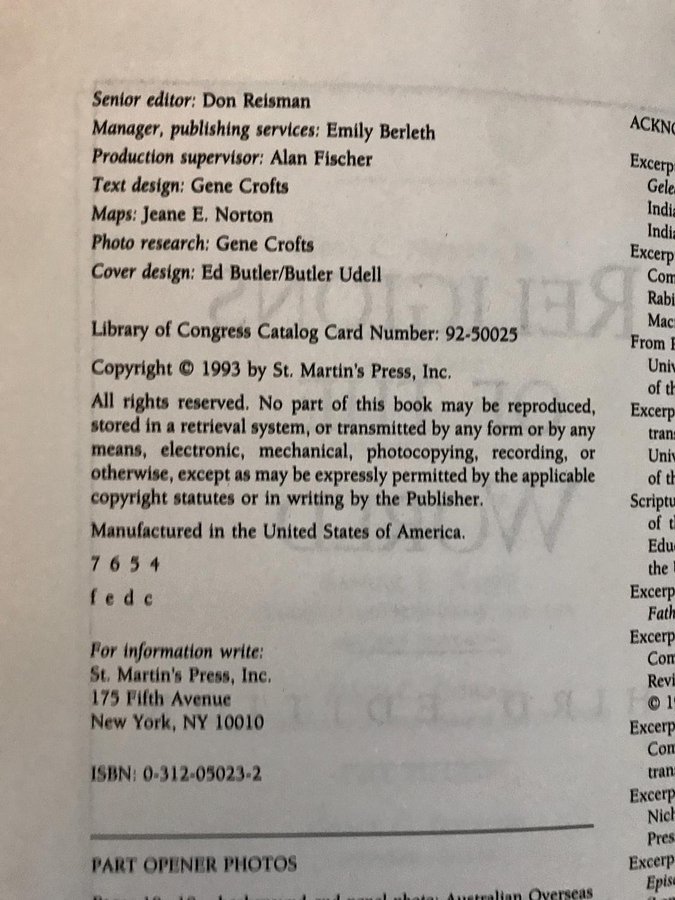 Senior editor: Don Reisman
Manager, publishing services: Emily Berleth
Production supervisor: Alan Fischer
Text design: Gene Crofts
Maps: Jeane E. Norton
Photo research: Gene Crofts
Cover design: Ed Butler/Butler Udell
Library of Congress Catalog Card Number: 92-50025
Copyright © 1993 by St. Martin's Press, Inc.
All rights reserved. No part of this book may be reproduced,
stored in a retrieval system, or transmitted by any form or by any
means, electronic, mechanical, photocopying, recording, or
otherwise, except as may be expressly permitted by the applicable
copyright statutes or in writing by the Publisher.
Manufactured in the United States of America.
7 6 5 4
f e d c
For information write:
St. Martin's Press, Inc.
175 Fifth Avenue
New York, NY 10010
ISBN: 0-312-05023-2
PART OPENER PHOTOS
Australian Overseas
ACKNO
Excerp
Gele
India
India
Excerp
Com
Rabi
Mac
From
Univ
of th
Excerp
tran
Univ
of th
Scriptu
of t
Edu
the
Excerp
Fath
Excerp
Com
Revi
© 1
Excerp
Com
tran
Excerp
Nich
Pres
Excerp
Epis